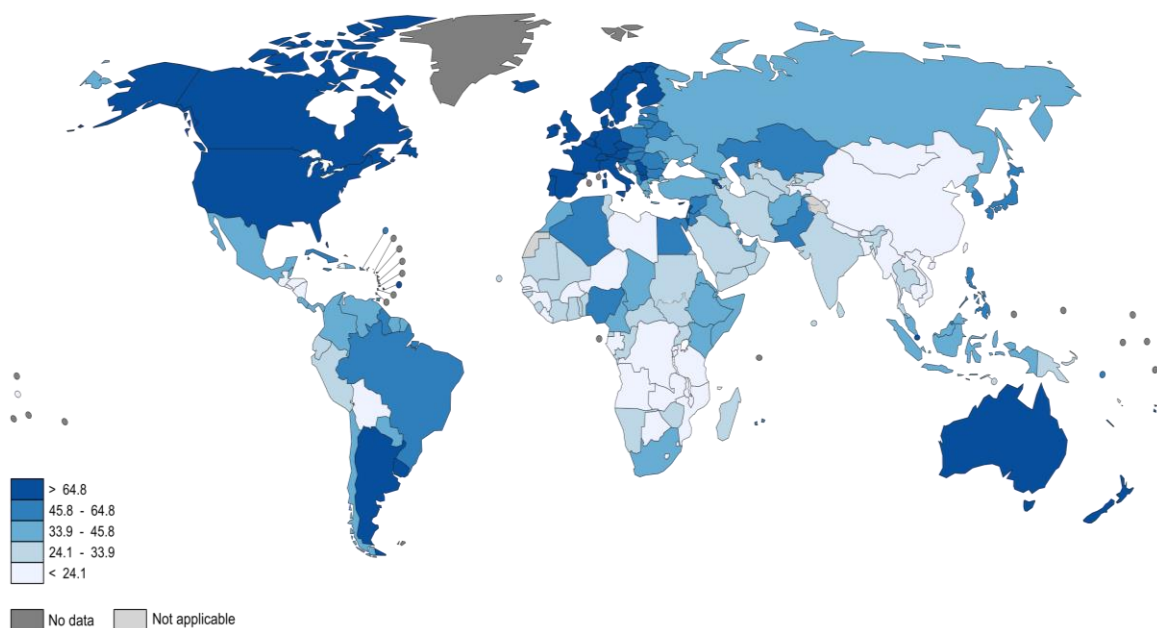 > 64.8
45.8 - 64.8
33.9 - 45.8
24.1 - 33.9
< 24.1
No data
Not applicable